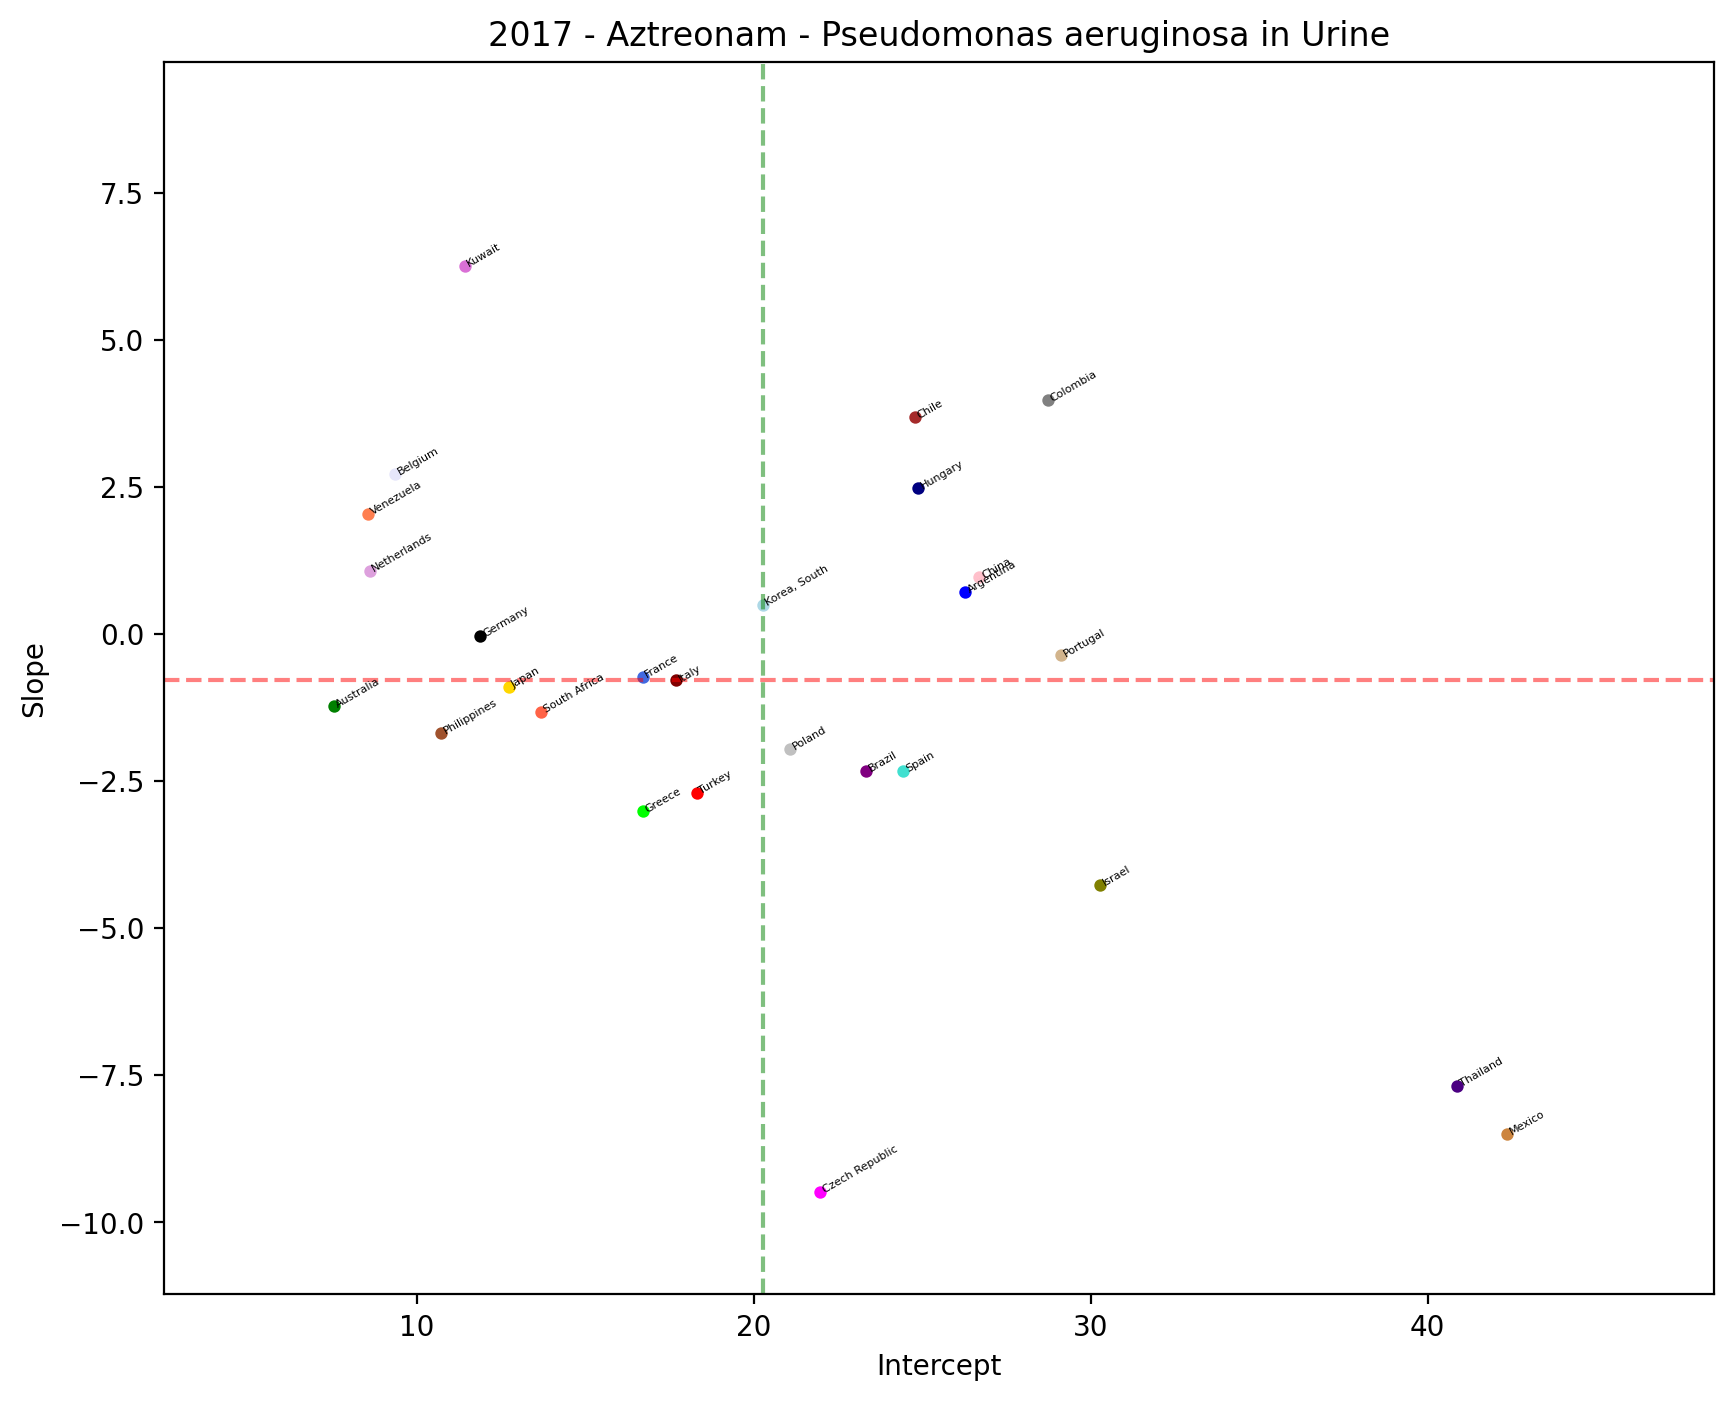 2017 - Aztreonam - Pseudomonas aeruginosa in Urine
7.5
5.0
2.5
0.0
−2.5
−5.0
−7.5
−10.0
Slope
Kuwait
Colombia
Chile
Belgium
Hungary
Venezuela
Netherlands
China
Argentina
Korea, South
Germany
Portugal
France
Italy
Japan
South Africa
Australia
Philippines
Poland
Brazil
Spain
Turkey
Greece
Israel
Thailand
Mexico
Czech Republic
10
20
30
40
Intercept